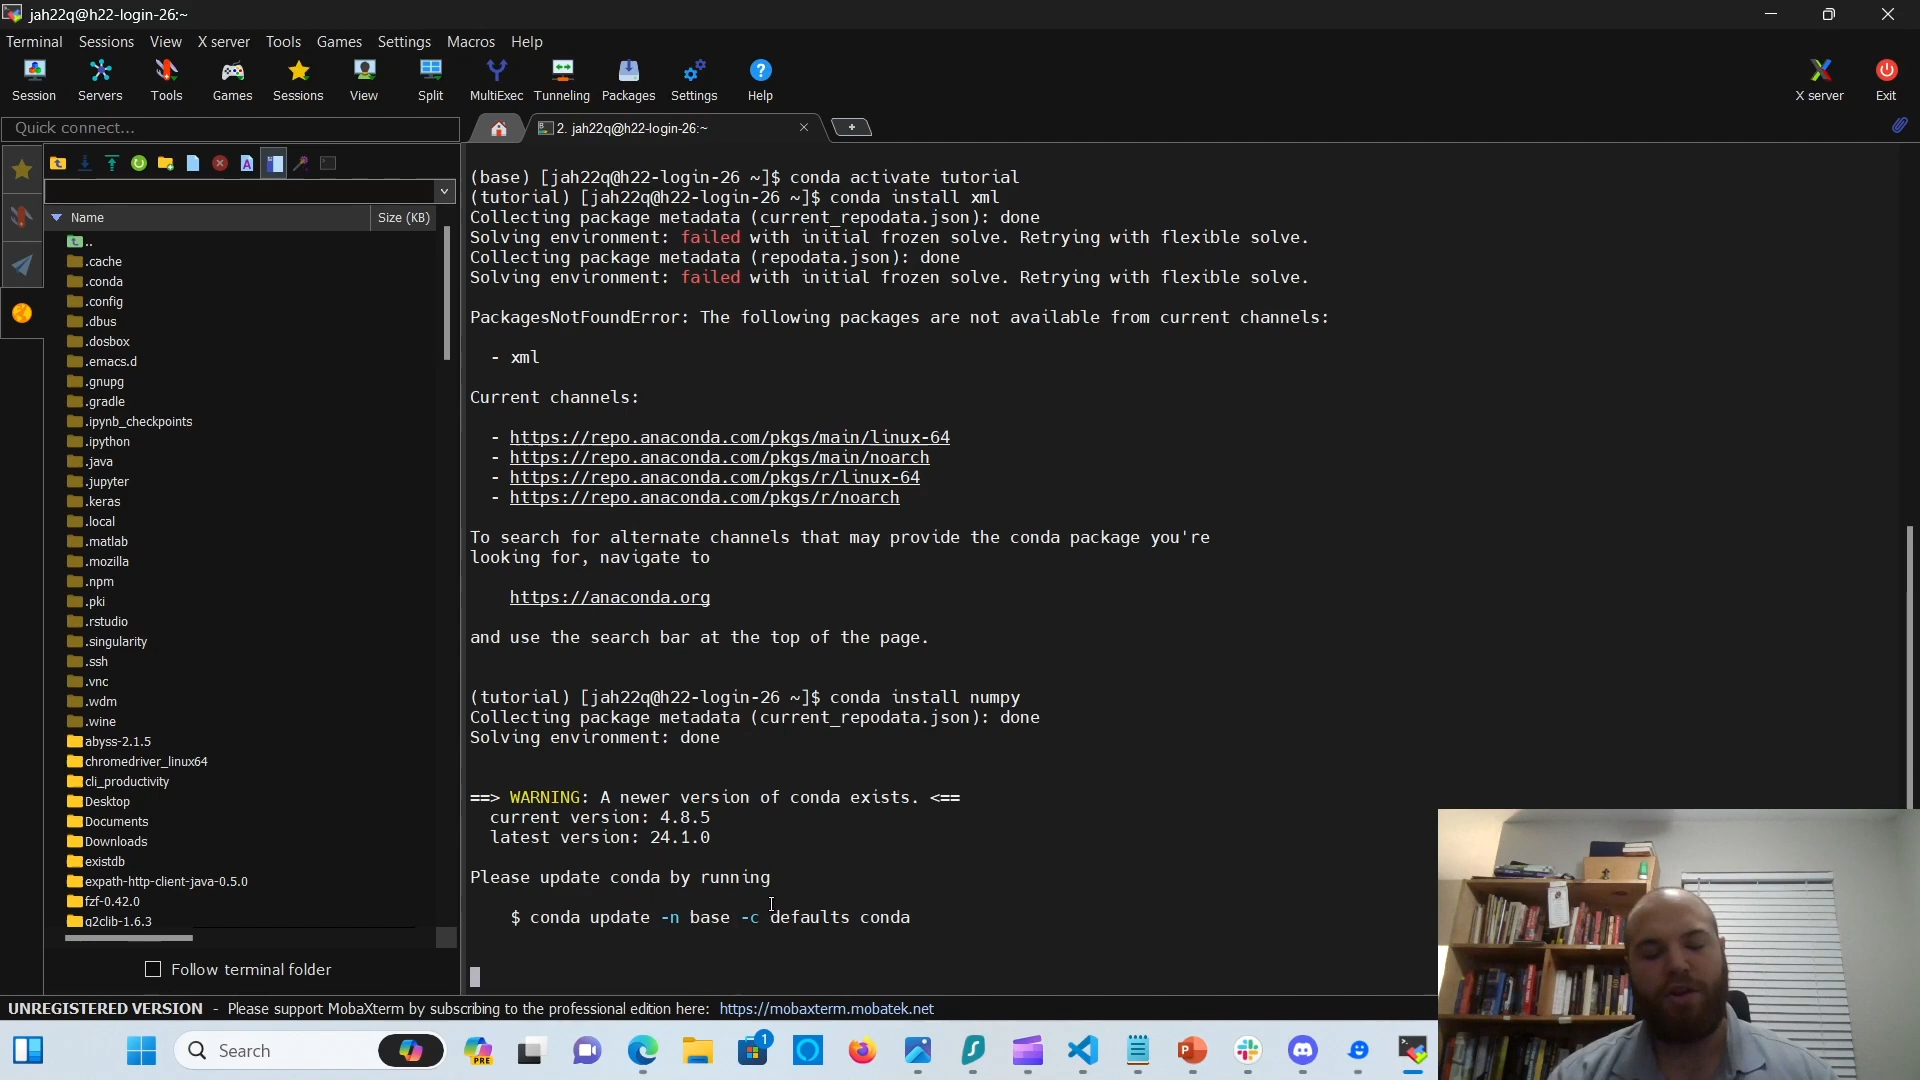 jah22q@h22-login-26:~
Terminal Sessions View X server Tools Games Settings Macros Help
Session Servers Tools Games Sessions View Split MultiExec Tunneling Packages Settings Help X server Exit
Quick connect...
2. jah22q@h22-login-26:~
Name Size (KB)
..
.cache
.conda
.config
.dbus
.dosbox
.emacs.d
.gnupg
.gradle
.ipynb_checkpoints
.ipython
.java
.jupyter
.keras
.local
.matlab
.mozilla
.npm
.pki
.rstudio
.singularity
.ssh
.vnc
.wdm
.wine
abyss-2.1.5
chromedriver_linux64
cli_productivity
Desktop
Documents
Downloads
existdb
expath-http-client-java-0.5.0
fzf-0.42.0
g2clib-1.6.3
Follow terminal folder
(base) [jah22q@h22-login-26 ~]$ conda activate tutorial
(tutorial) [jah22q@h22-login-26 ~]$ conda install xml
Collecting package metadata (current_repodata.json): done
Solving environment: failed with initial frozen solve. Retrying with flexible solve.
Collecting package metadata (repodata.json): done
Solving environment: failed with initial frozen solve. Retrying with flexible solve.
PackagesNotFoundError: The following packages are not available from current channels:
- xml
Current channels:
- https://repo.anaconda.com/pkgs/main/linux-64
- https://repo.anaconda.com/pkgs/main/noarch
- https://repo.anaconda.com/pkgs/r/linux-64
- https://repo.anaconda.com/pkgs/r/noarch
To search for alternate channels that may provide the conda package you're
looking for, navigate to
https://anaconda.org
and use the search bar at the top of the page.
(tutorial) [jah22q@h22-login-26 ~]$ conda install numpy
Collecting package metadata (current_repodata.json): done
Solving environment: done
==> WARNING: A newer version of conda exists. <==
current version: 4.8.5
latest version: 24.1.0
Please update conda by running
$ conda update -n base -c defaults conda
UNREGISTERED VERSION - Please support MobaXterm by subscribing to the professional edition here: https://mobaxterm.mobatek.net
Search
PRE
1